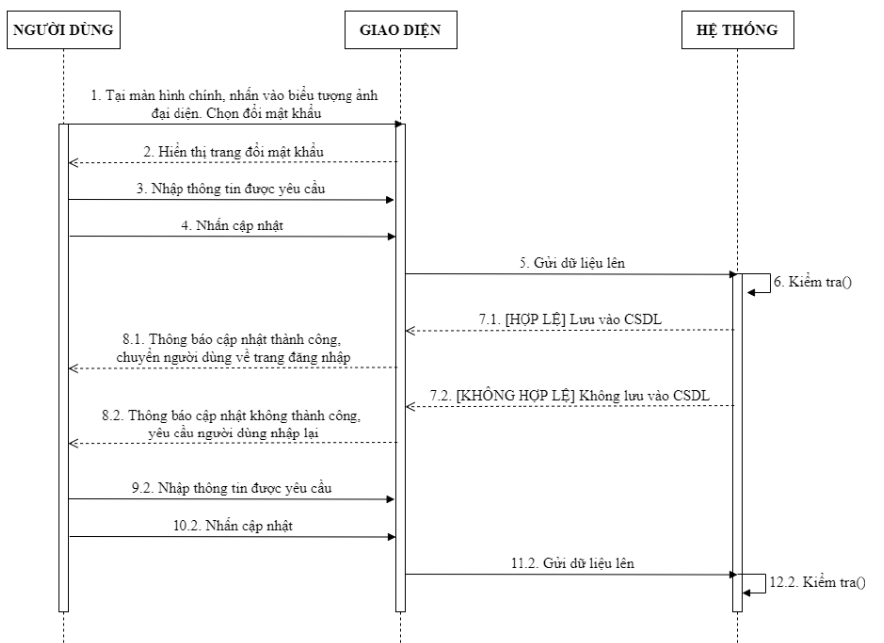 NGƯỜI DÙNG
GIAO DIỆN
HỆ THỐNG
1. Tại màn hình chính, nhấn vào biểu tượng ảnh
đại diện. Chọn đổi mật khẩu
2. Hiển thị trang đổi mật khẩu
3. Nhập thông tin được yêu cầu
4. Nhấn cập nhật
5. Gửi dữ liệu lên
6. Kiểm tra()
7.1. [HỢP LỆ] Lưu vào CSDL
8.1. Thông báo cập nhật thành công,
chuyển người dùng về trang đăng nhập
7.2. [KHÔNG HỢP LỆ] Không lưu vào CSDL
8.2. Thông báo cập nhật không thành công,
yêu cầu người dùng nhập lại
9.2. Nhập thông tin được yêu cầu
10.2. Nhấn cập nhật
11.2. Gửi dữ liệu lên
12.2. Kiểm tra()